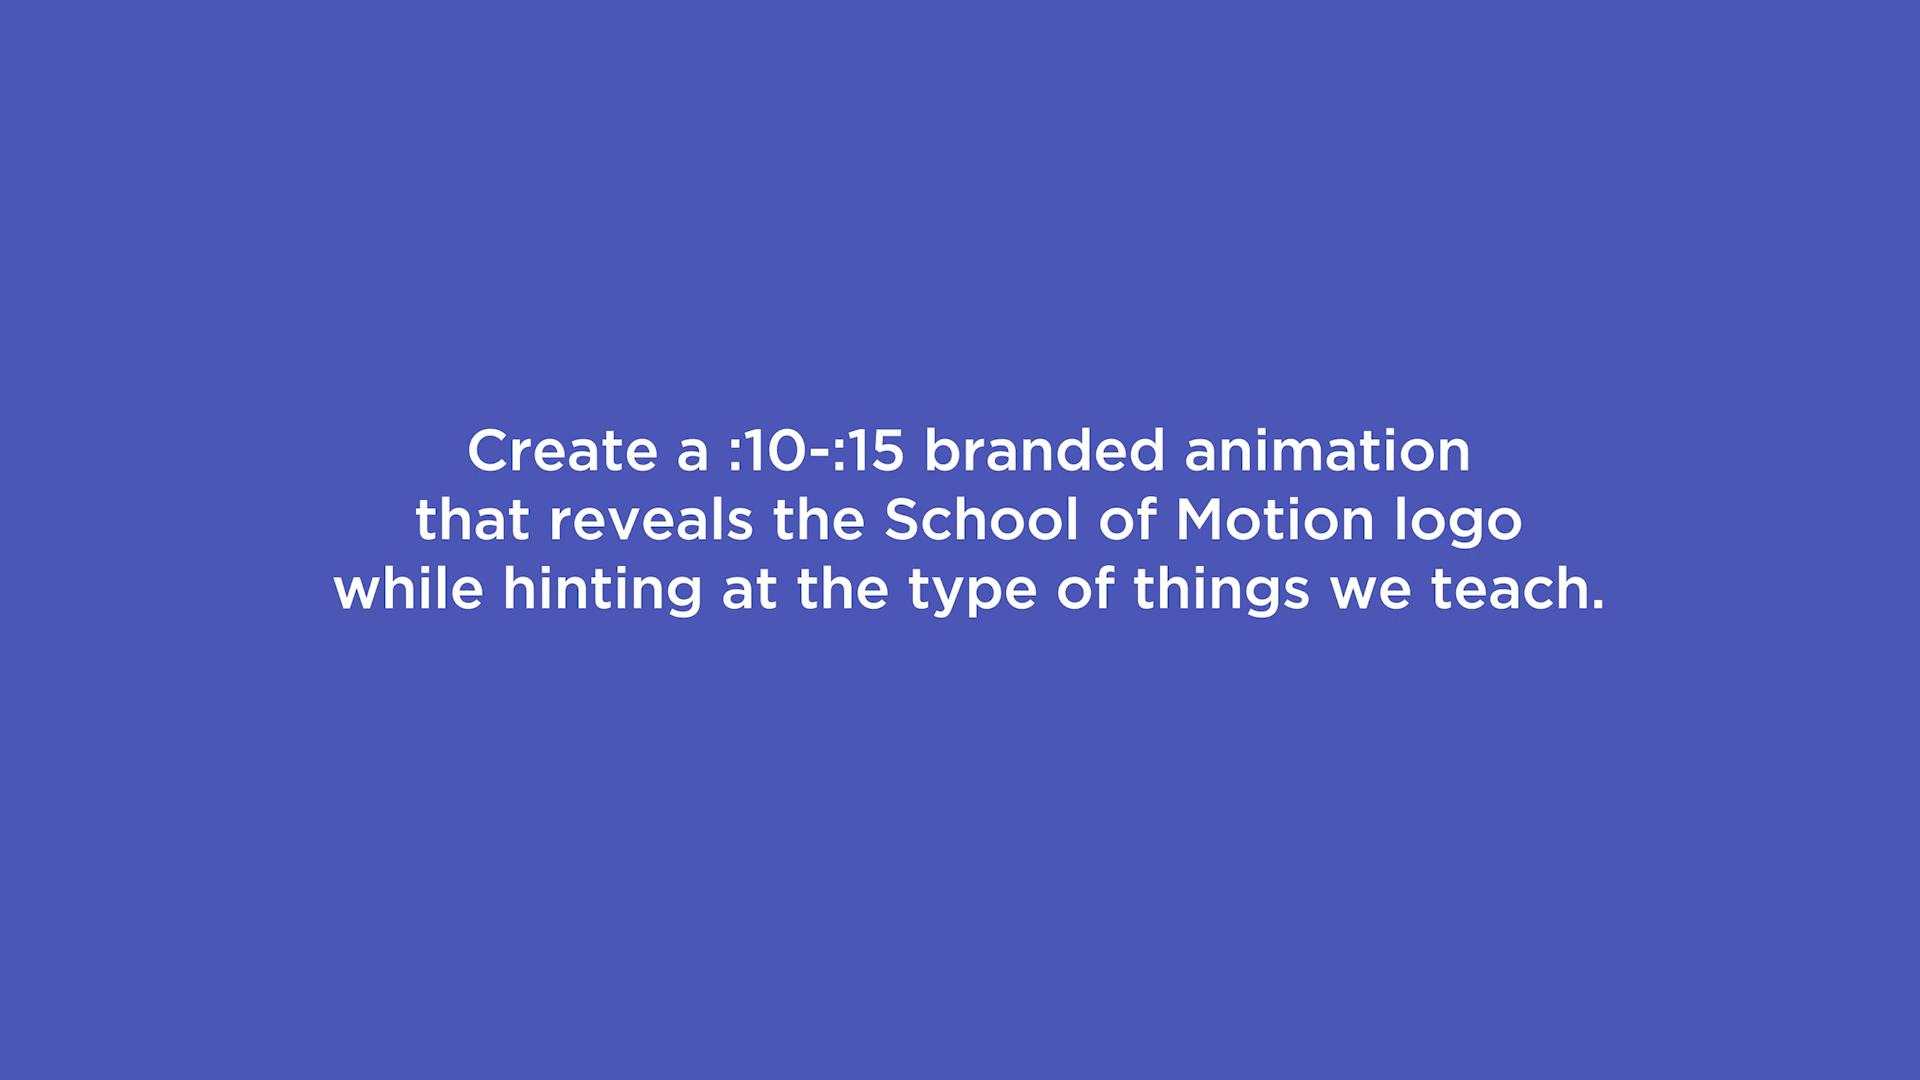 Create a :10-:15 branded animation
that reveals the School of Motion logo
while hinting at the type of things we teach.